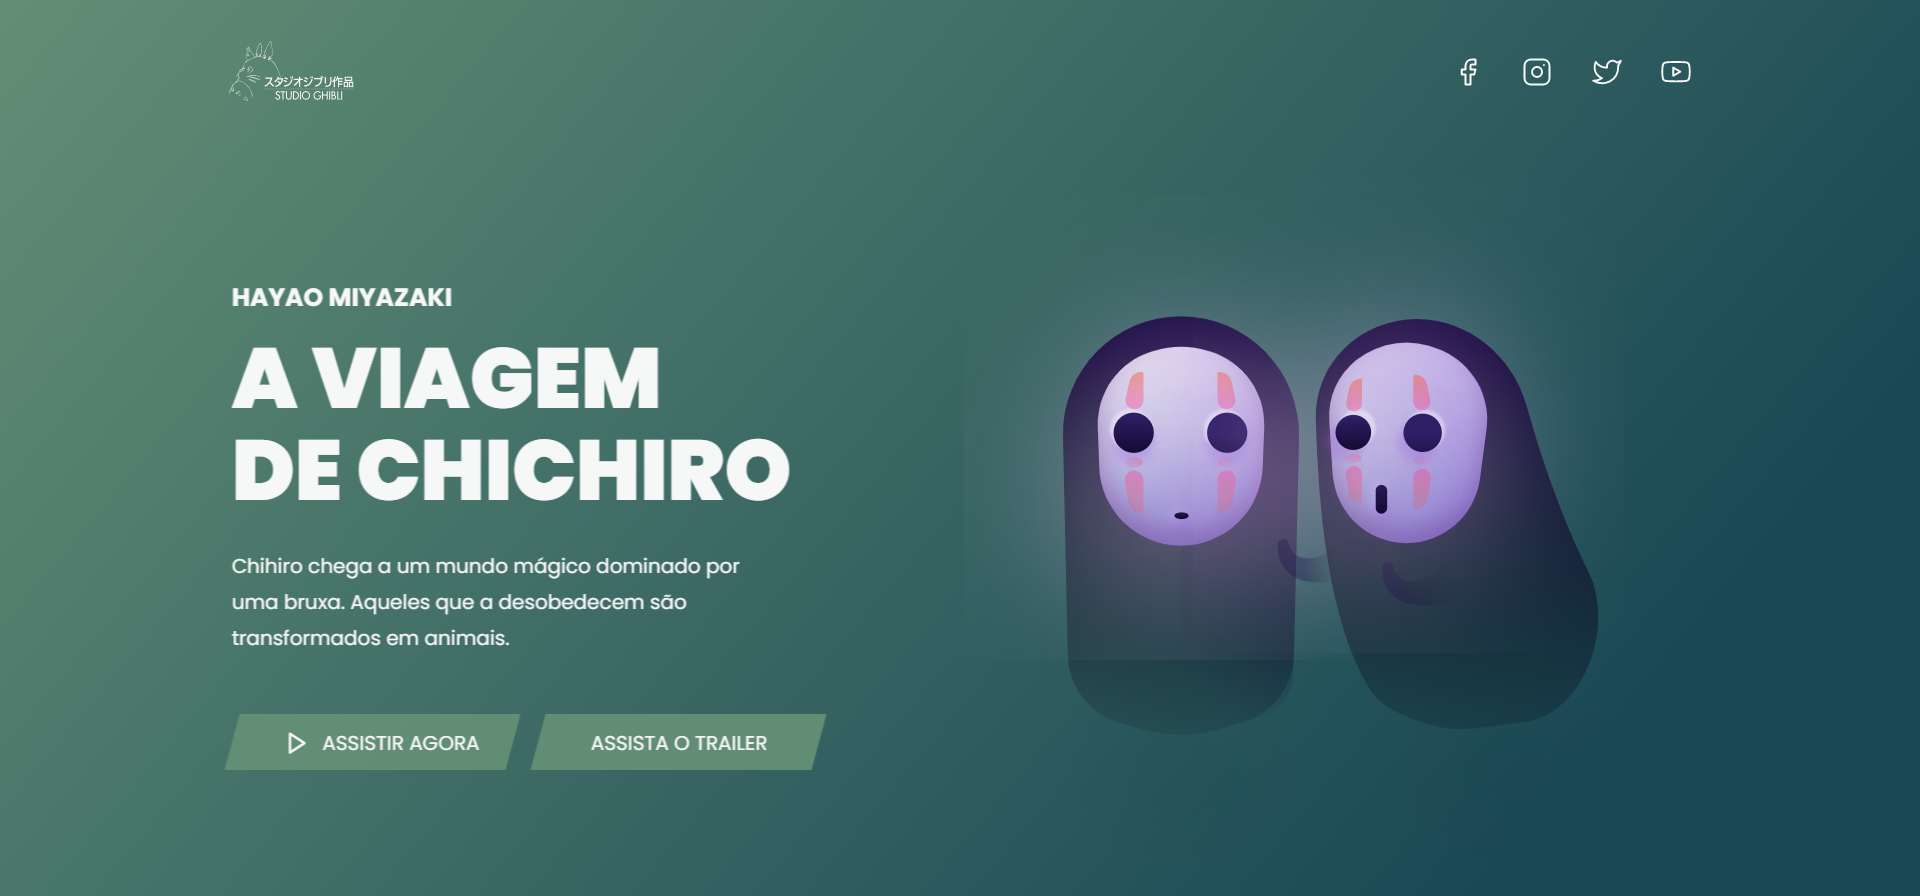 スタジオジブリ作品
STUDIO GHIBLI
HAYAO MIYAZAKI
A VIAGEM
DE CHICHIRO
Chihiro chega a um mundo mágico dominado por
uma bruxa. Aqueles que a desobedecem são
transformados em animais.
ASSISTIR AGORA
ASSISTA O TRAILER